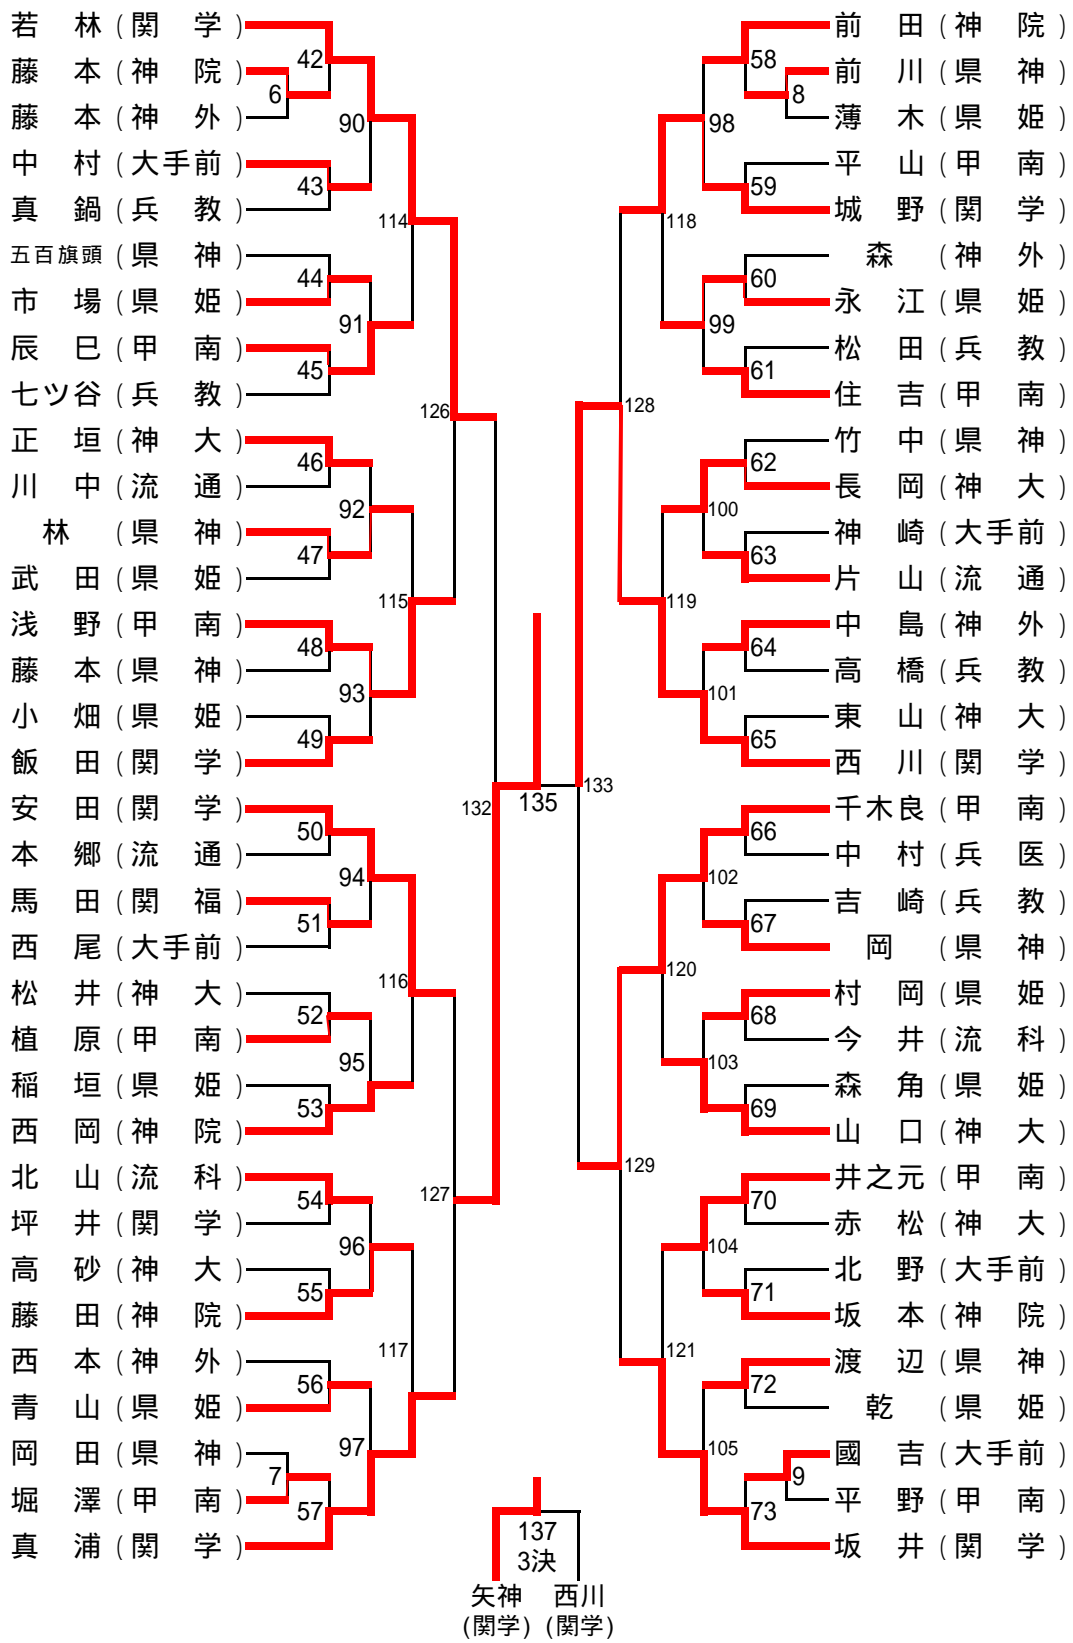 若林(関学)
藤本(神院)
藤本(神外)
中村(大手前)
真鍋(兵教)
五百旗頭(県神)
市場(県姫)
辰巳(甲南)
七ツ谷(兵教)
正垣(神大)
川中(流通)
林(県神)
武田(県姫)
浅野(甲南)
藤本(県神)
小畑(県姫)
飯田(関学)
安田(関学)
本郷(流通)
馬田(関福)
西尾(大手前)
松井(神大)
植原(甲南)
稲垣(県姫)
西岡(神院)
北山(流科)
坪井(関学)
高砂(神大)
藤田(神院)
西本(神外)
青山(県姫)
岡田(県神)
堀澤(甲南)
真浦(関学)
6
7
42
43
44
45
46
47
48
49
50
51
52
53
54
55
56
57
90
91
92
93
94
95
96
97
114
115
116
117
126
127
132
135
133
128
129
118
119
120
121
98
99
100
101
102
103
104
105
58
59
60
61
62
63
64
65
66
67
68
69
70
71
72
73
8
9
前田(神院)
前川(県神)
薄木(県姫)
平山(甲南)
城野(関学)
森(神外)
永江(県姫)
松田(兵教)
住吉(甲南)
竹中(県神)
長岡(神大)
神崎(大手前)
片山(流通)
中島(神外)
高橋(兵教)
東山(神大)
西川(関学)
千木良(甲南)
中村(兵医)
吉崎(兵教)
岡(県神)
村岡(県姫)
今井(流科)
森角(県姫)
山口(神大)
井之元(甲南)
赤松(神大)
北野(大手前)
坂本(神院)
渡辺(県神)
乾(県姫)
國吉(大手前)
平野(甲南)
坂井(関学)
137
3決
矢神 西川
(関学) (関学)